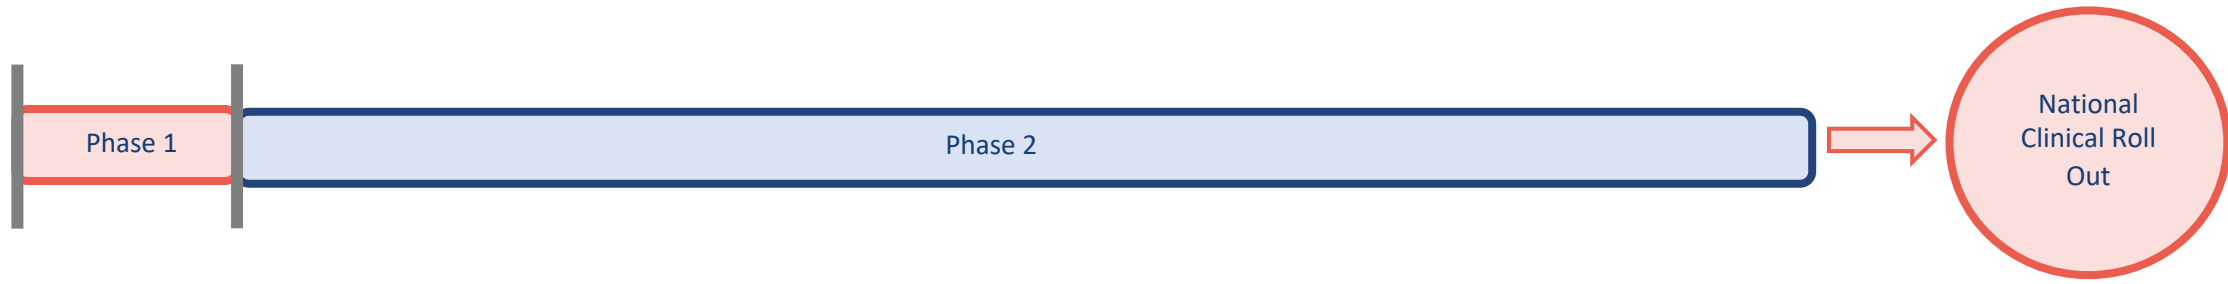 Phase 1
Phase 2
National
Clinical Roll
Out